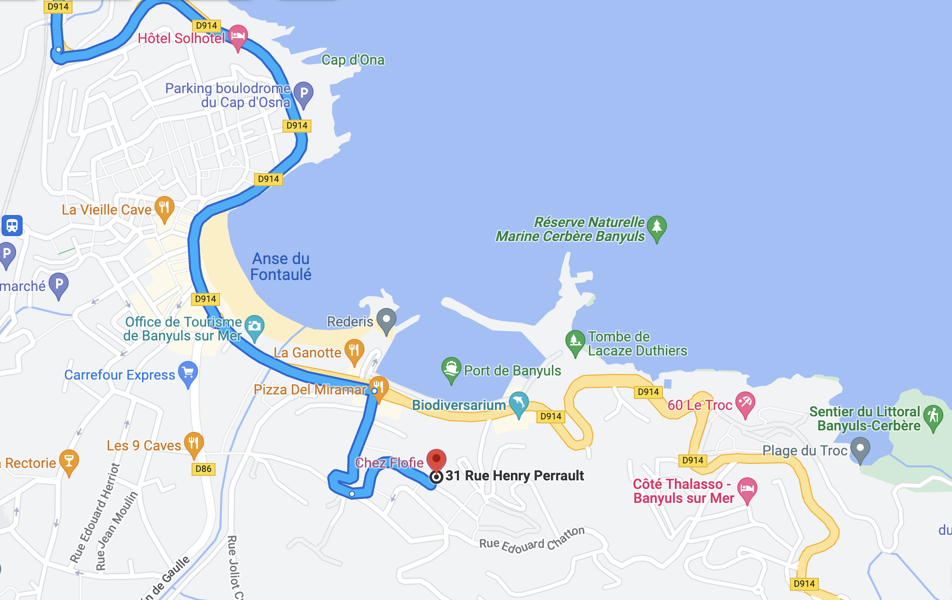 D914
D914
Hôtel Solhotel
Cap d'Ona
Parking boulodrome
du Cap d'Osna
P
D914
D914
La Vieille Cave
Réserve Naturelle
Marine Cerbère Banyuls
P
Anse du
Fontaulé
marché
P
D914
Office de Tourisme
de Banyuls sur Mer
Rederis
Tombe de
Lacaze Duthiers
La Ganotte
Carrefour Express
Port de Banyuls
Pizza Del Miramar
D914
60 Le Troc
Biodiversarium
D914
Sentier du Littoral
Banyuls-Cerbère
Les 9 Caves
Plage du Troc
Rectorie
D86
Chez Flofie
D914
31 Rue Henry Perrault
Côté Thalasso -
Banyuls sur Mer
Rue Edouard Herriot
Rue Jean Moulin
Rue Edouard Chatton
du
Rue Joliot C
n de Gaulle
D914